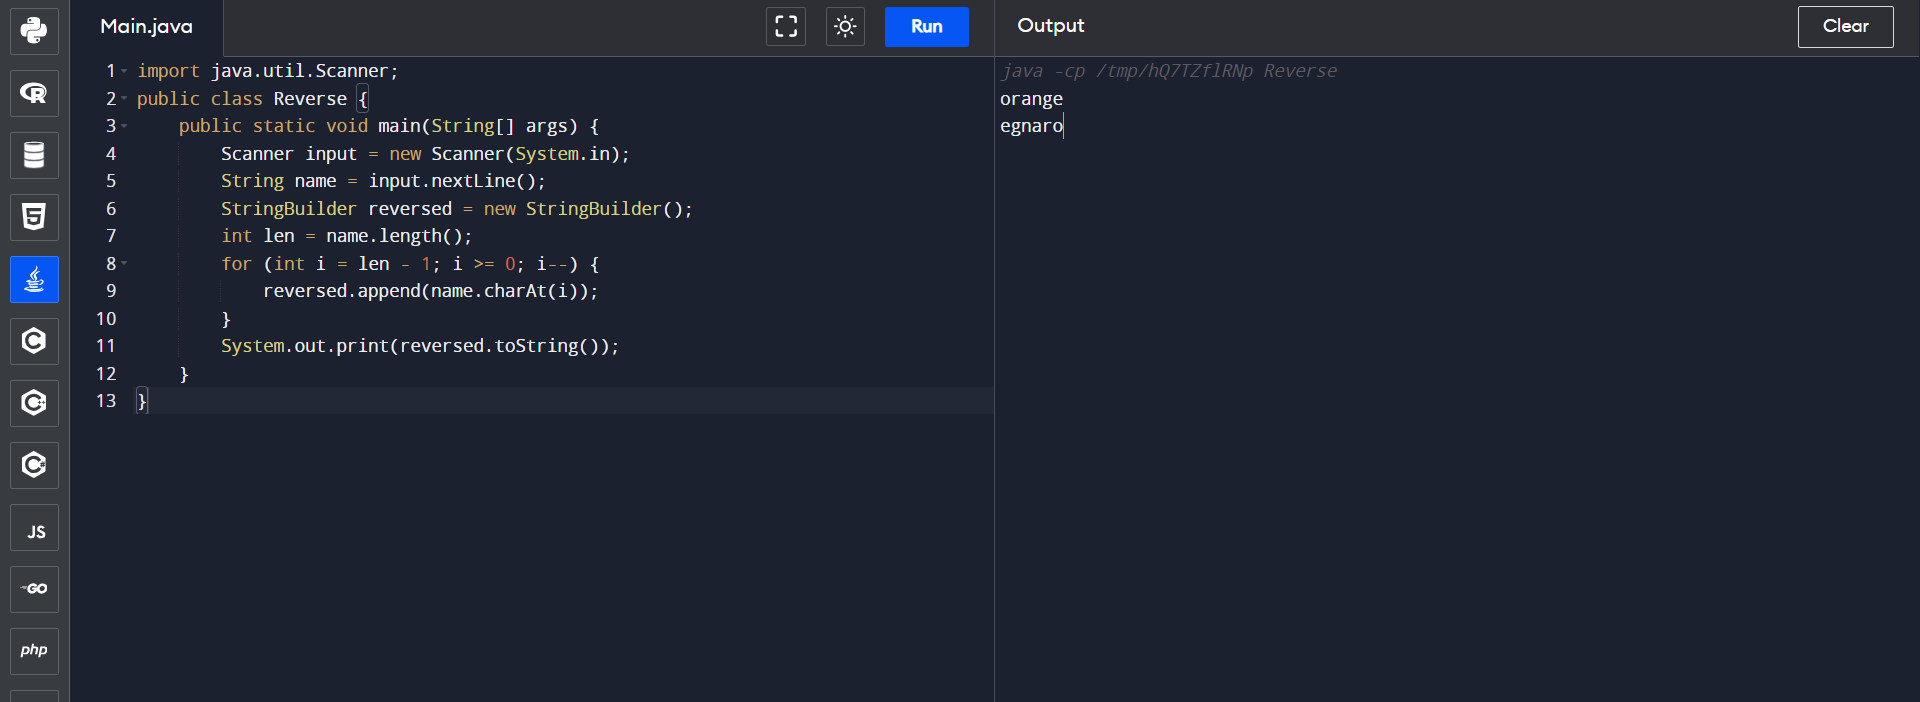 Main.java
Run
1 import java.util.Scanner;
2 public class Reverse {
3     public static void main(String[] args) {
4         Scanner input = new Scanner(System.in);
5         String name = input.nextLine();
6         StringBuilder reversed = new StringBuilder();
7         int len = name.length();
8         for (int i = len - 1; i >= 0; i--) {
9             reversed.append(name.charAt(i));
10         }
11         System.out.print(reversed.toString());
12     }
13 }
Output
Clear
java -cp /tmp/hQ7TZflRNp Reverse
orange
egnaro
R
5
C
C++
C#
JS
GO
php